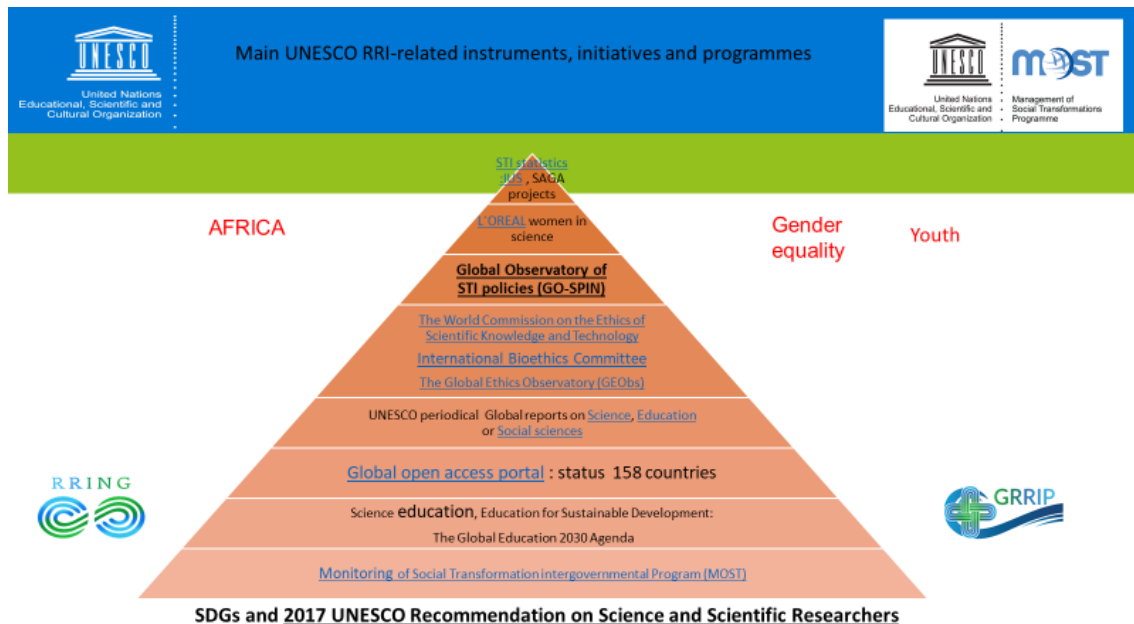 UNESCO
United Nations
Educational, Scientific and
Cultural Organization
Main UNESCO RRI-related instruments, initiatives and programmes
UNESCO
United Nations
Educational, Scientific and
Cultural Organization
MOST
Management of
Social Transformations
Programme
STI statistics
:IUS , SAGA
projects
AFRICA
L'OREAL women in
science
Gender
equality
Youth
Global Observatory of
STI policies (GO-SPIN)
The World Commission on the Ethics of
Scientific Knowledge and Technology
International Bioethics Committee
The Global Ethics Observatory (GEObs)
UNESCO periodical Global reports on Science, Education
or Social sciences
Global open access portal : status 158 countries
RRING
GRRIP
Science education, Education for Sustainable Development:
The Global Education 2030 Agenda
Monitoring of Social Transformation intergovernmental Program (MOST)
SDGs and 2017 UNESCO Recommendation on Science and Scientific Researchers